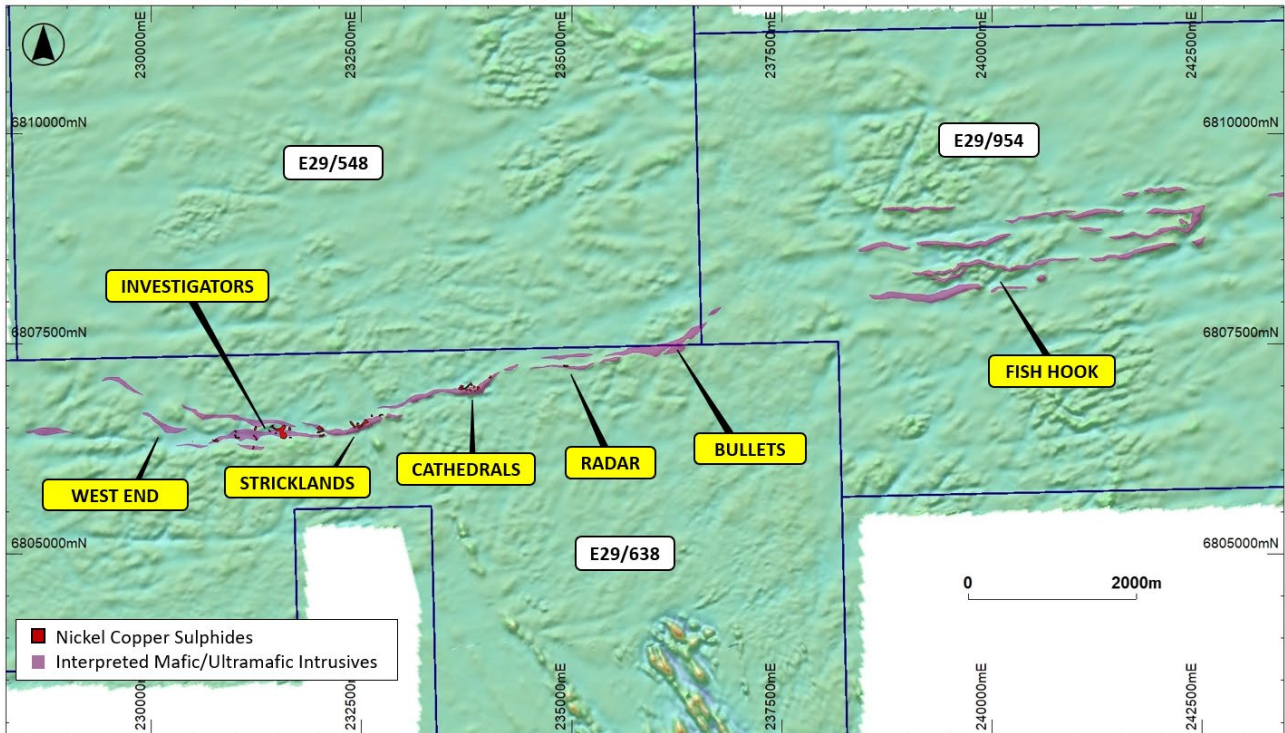 230000mE
232500mE
235000mE
237500mE
240000mE
242500mE
6810000mN
6810000mN
E29/548
E29/954
INVESTIGATORS
6807500mN
6807500mN
FISH HOOK
BULLETS
RADAR
CATHEDRALS
STRICKLANDS
WEST END
6805000mN
6805000mN
E29/638
0 2000m
Nickel Copper Sulphides
Interpreted Mafic/Ultramafic Intrusives
235000mE
237500mE
240000mE
242500mE